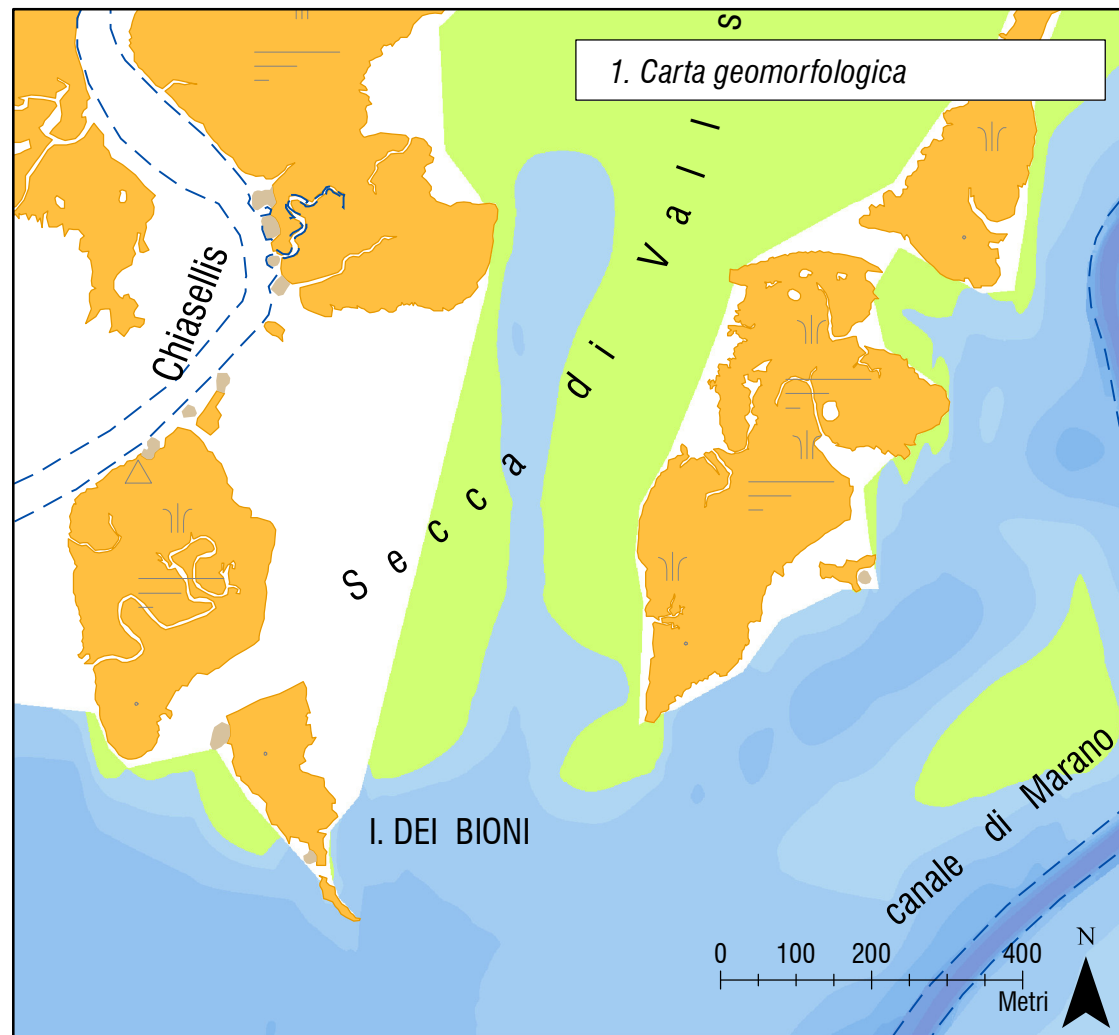 1. Carta geomorfologica
Chiasellis
Secca di Valls
I. DEI BIONI
canale di Marano
0 100 200 400
Metri
N